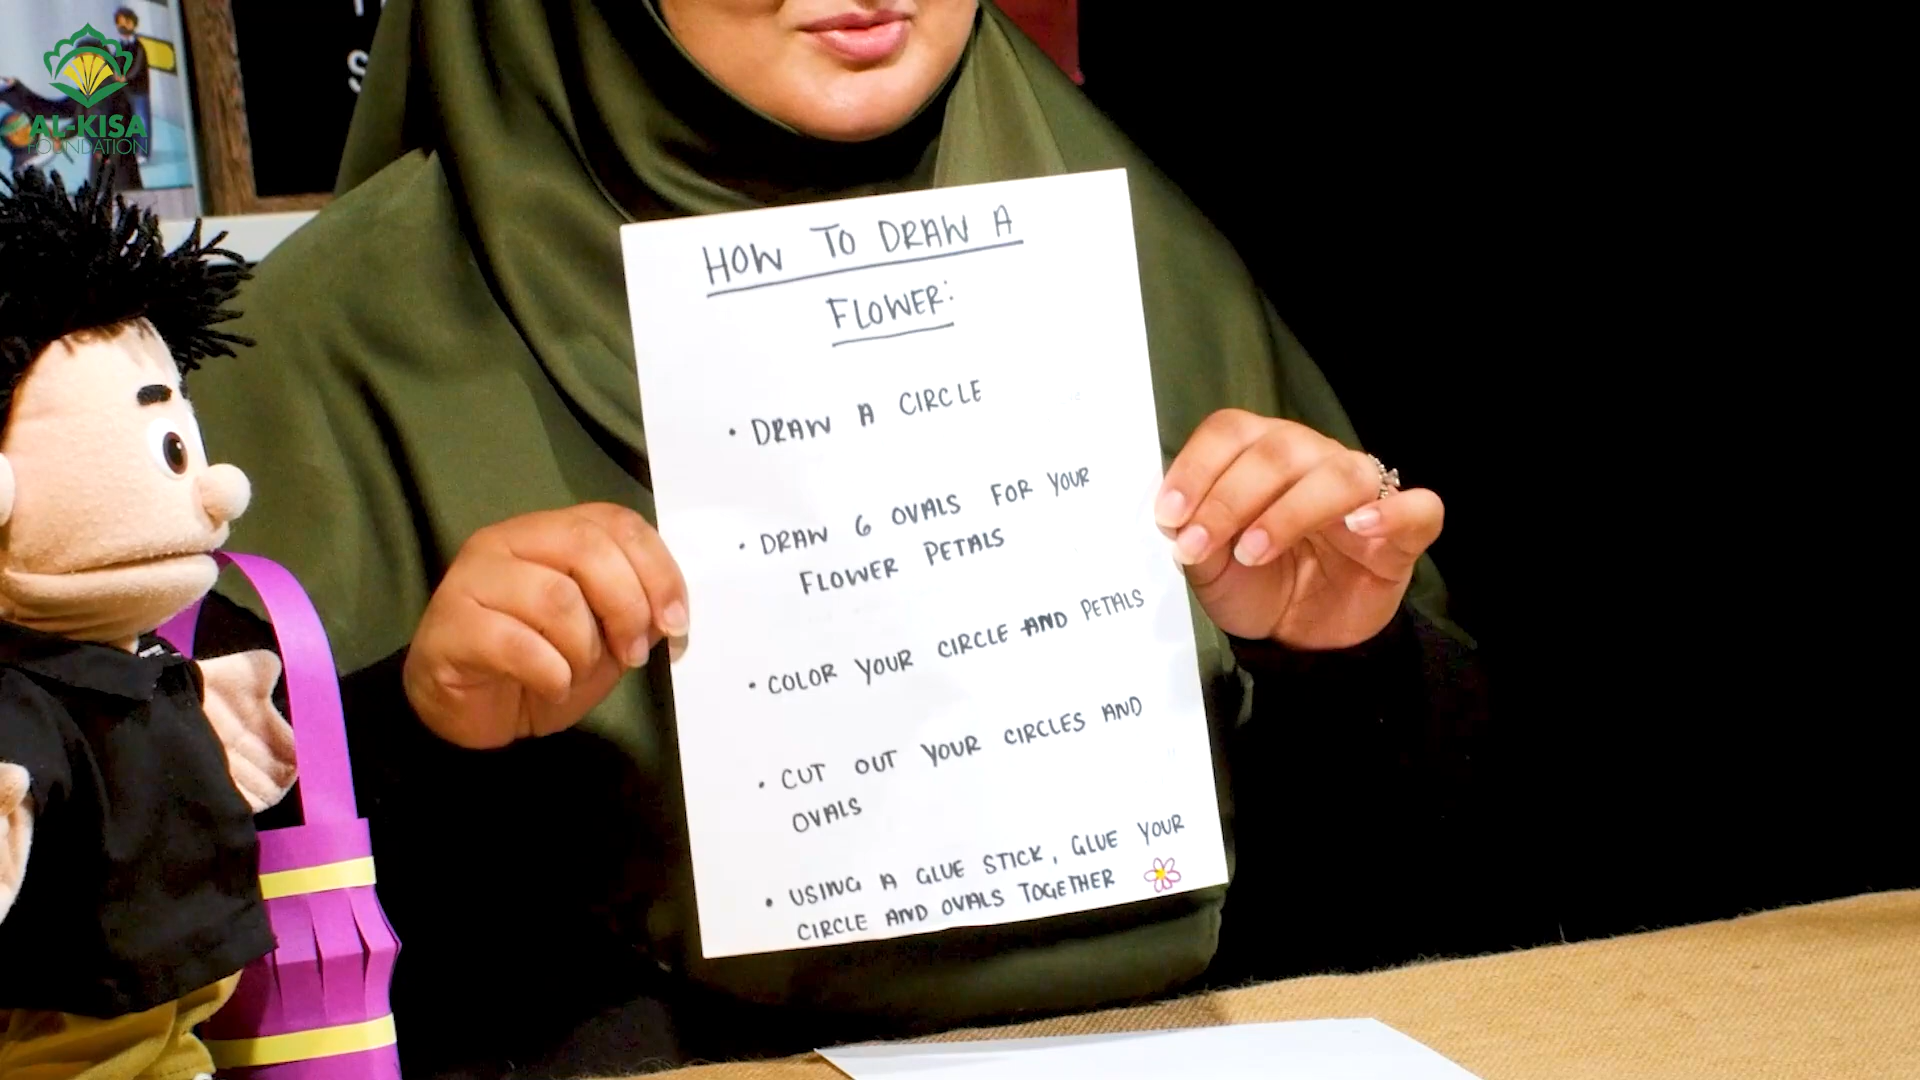 AL-KISA
FOUNDATION
HOW TO DRAW A
FLOWER:
• DRAW A CIRCLE
• DRAW 6 OVALS FOR YOUR
FLOWER PETALS
• COLOR YOUR CIRCLE AND PETALS
• CUT OUT YOUR CIRCLES AND
OVALS
• USING A GLUE STICK, GLUE YOUR
CIRCLE AND OVALS TOGETHER